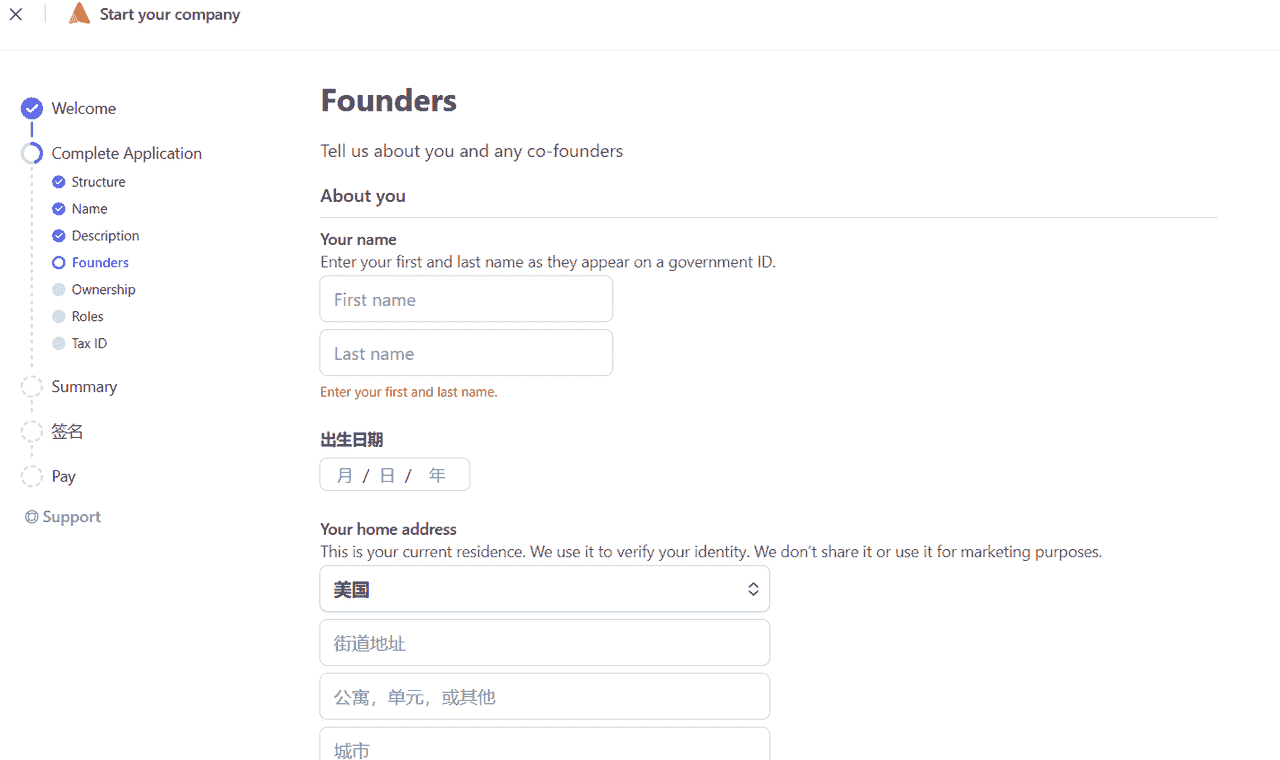 Start your company
Welcome
Complete Application
Structure
Name
Description
Founders
Ownership
Roles
Tax ID
Summary
签名
Pay
Support
Founders
Tell us about you and any co-founders
About you
Your name
Enter your first and last name as they appear on a government ID.
First name
Last name
Enter your first and last name.
出生日期
月 / 日 / 年
Your home address
This is your current residence. We use it to verify your identity. We don't share it or use it for marketing purposes.
美国
街道地址
公寓，单元，或其他
城市